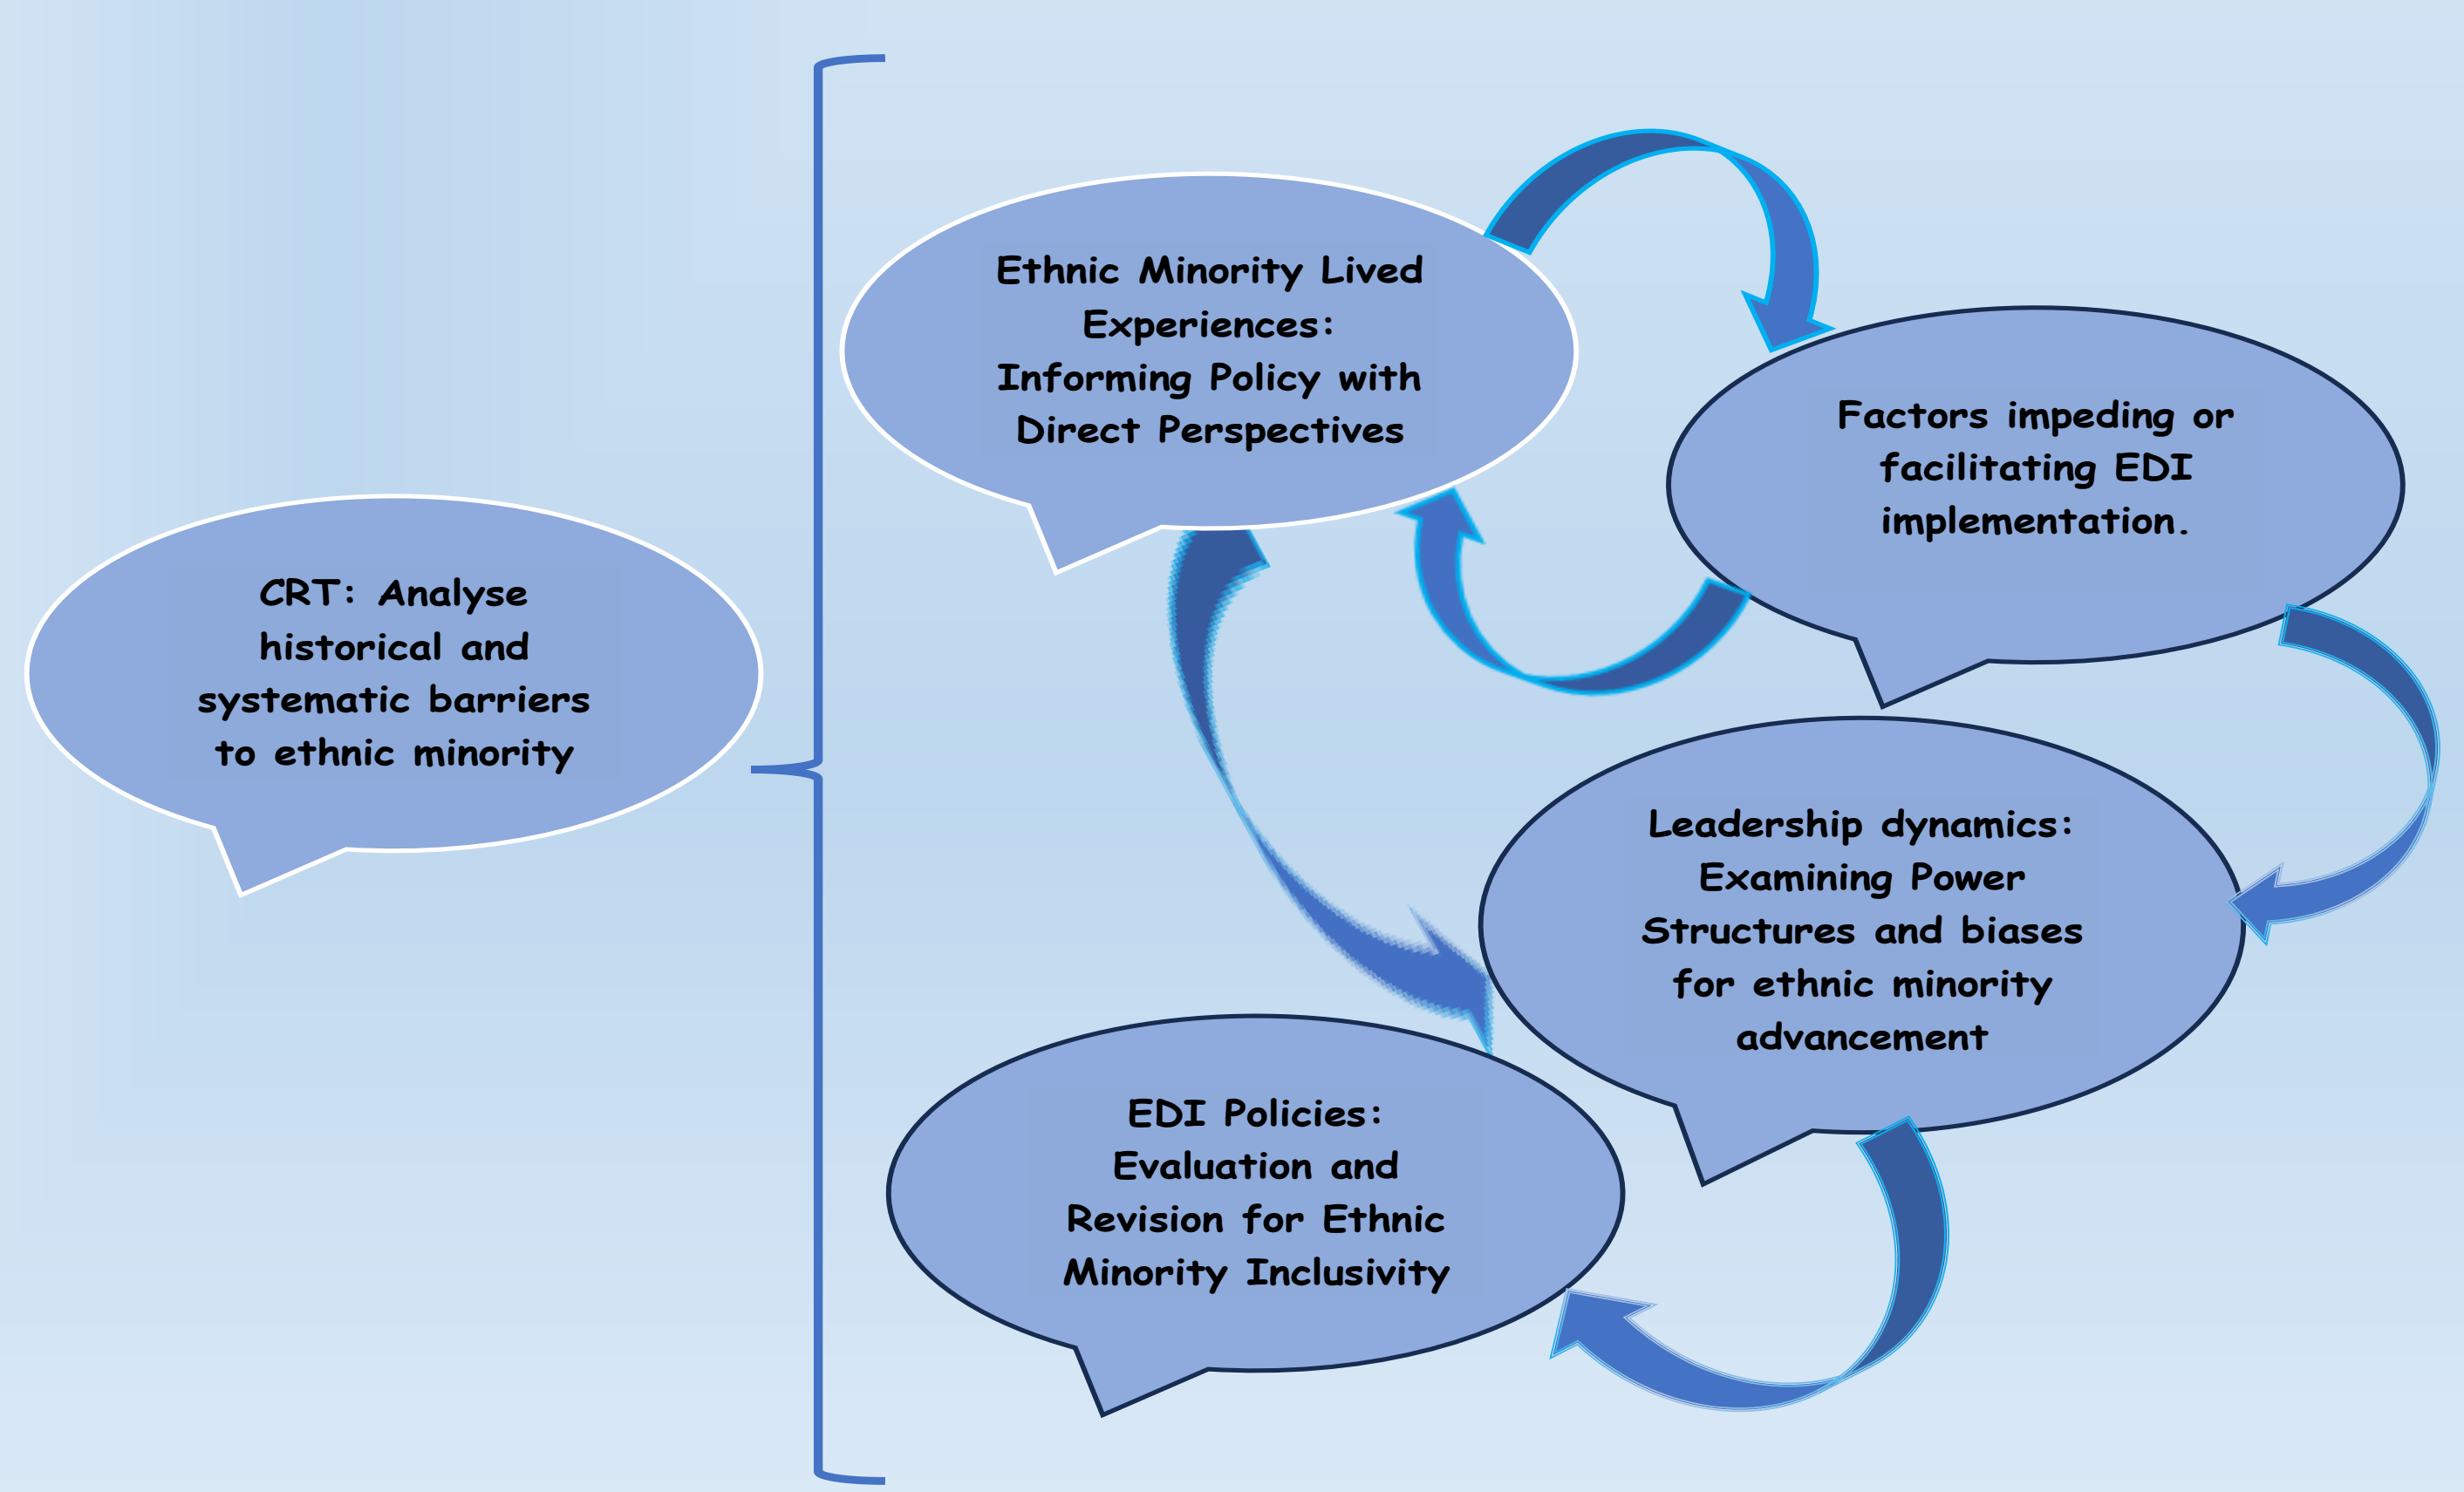 CRT: Analyse
historical and
systematic barriers
to ethnic minority
Ethnic Minority Lived
Experiences:
Informing Policy with
Direct Perspectives
Factors impeding or
facilitating EDI
implementation.
Leadership dynamics:
Examining Power
Structures and biases
for ethnic minority
advancement
EDI Policies:
Evaluation and
Revision for Ethnic
Minority Inclusivity